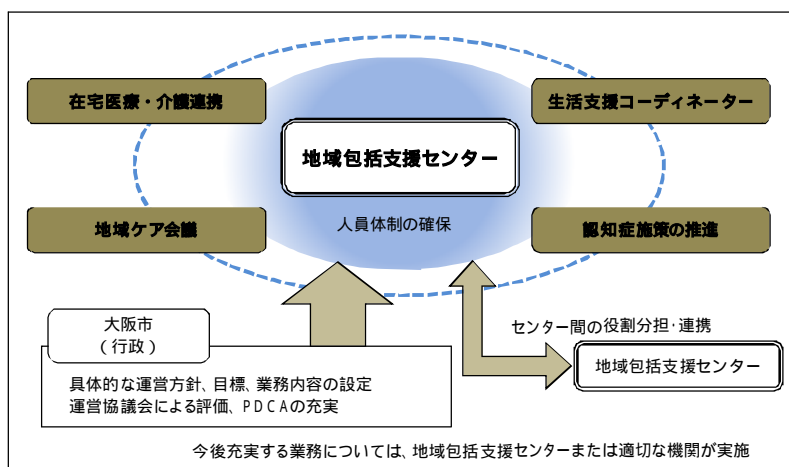 在宅医療・介護連携
生活支援コーディネーター
地域包括支援センター
地域ケア会議
人員体制の確保
認知症施策の推進
大阪市
（行政）
センター間の役割分担・連携
地域包括支援センター
具体的な運営方針、目標、業務内容の設定
運営協議会による評価、PDCAの充実
今後充実する業務については、地域包括支援センターまたは適切な機関が実施